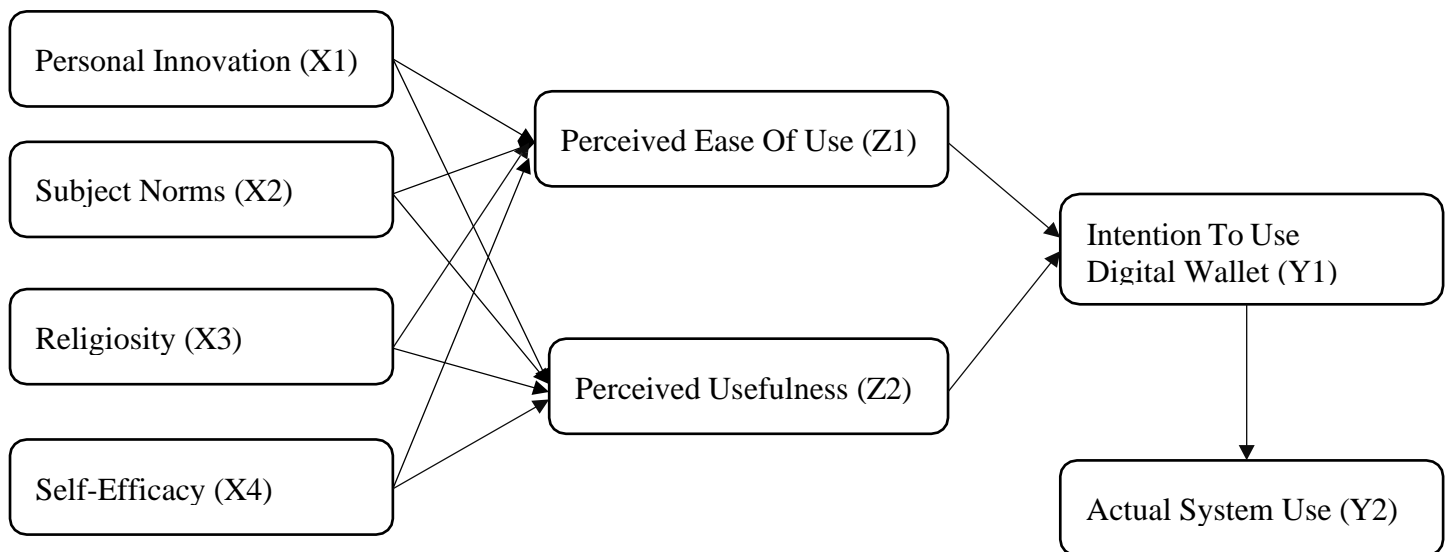 Personal Innovation (X1)
Subject Norms (X2)
Religiosity (X3)
Self-Efficacy (X4)
Perceived Ease Of Use (Z1)
Perceived Usefulness (Z2)
Intention To Use
Digital Wallet (Y1)
Actual System Use (Y2)